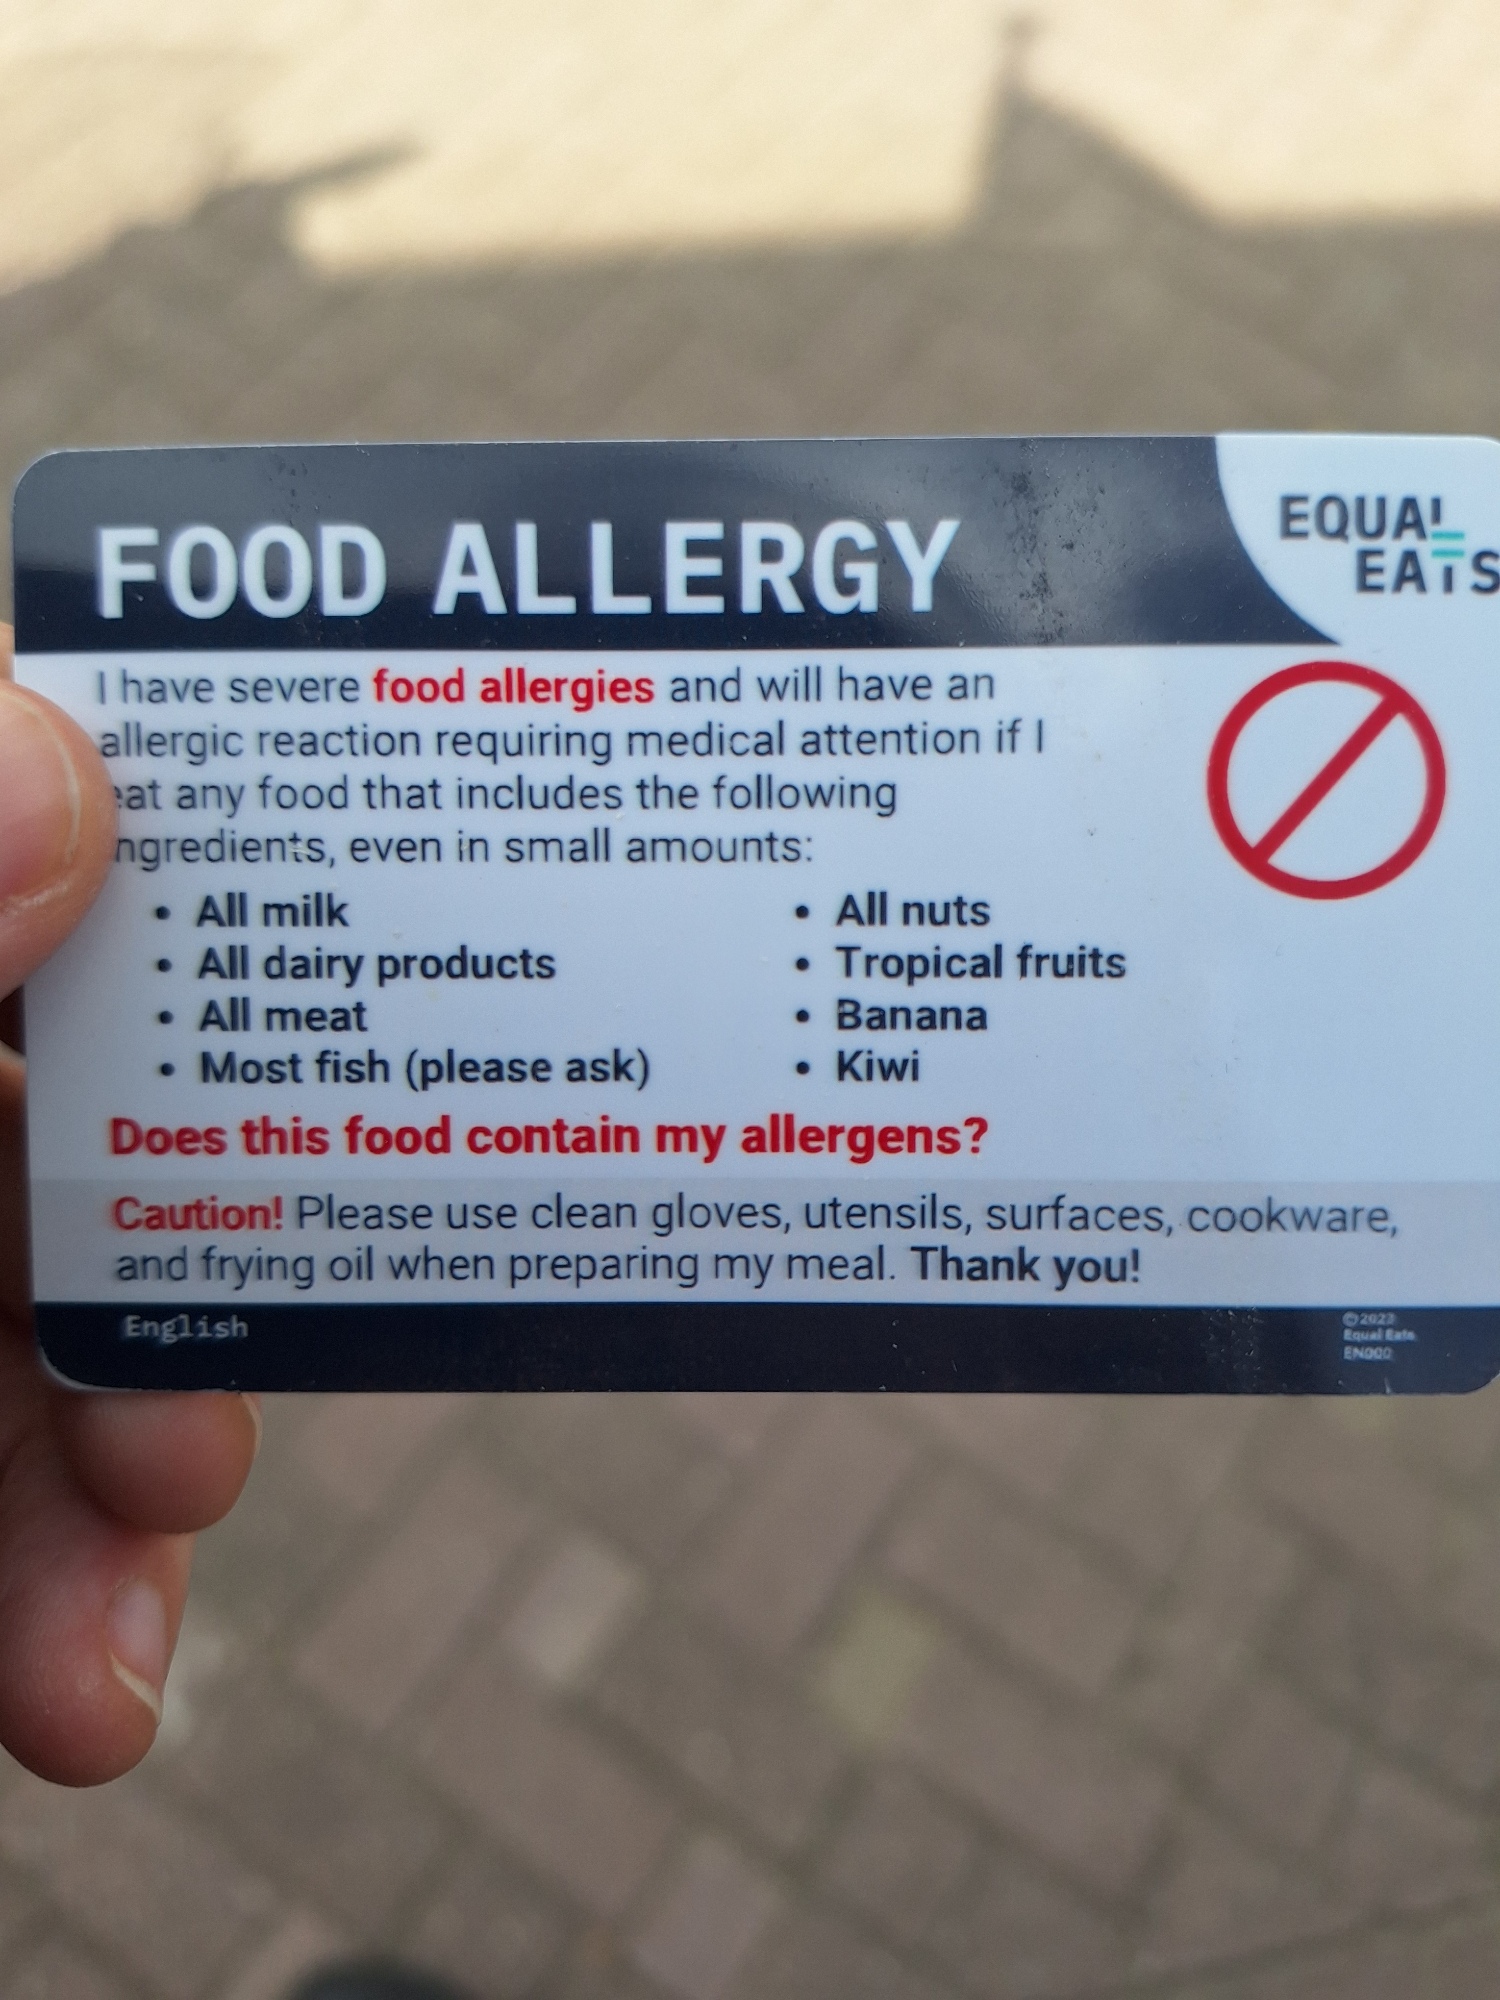 FOOD ALLERGY
EQUAL
EATS
I have severe food allergies and will have an
allergic reaction requiring medical attention if I
eat any food that includes the following
ingredients, even in small amounts:
• All milk
• All dairy products
• All meat
• Most fish (please ask)
• All nuts
• Tropical fruits
• Banana
• Kiwi
Does this food contain my allergens?
Caution! Please use clean gloves, utensils, surfaces, cookware,
and frying oil when preparing my meal. Thank you!
English
Equal Eats
EN000